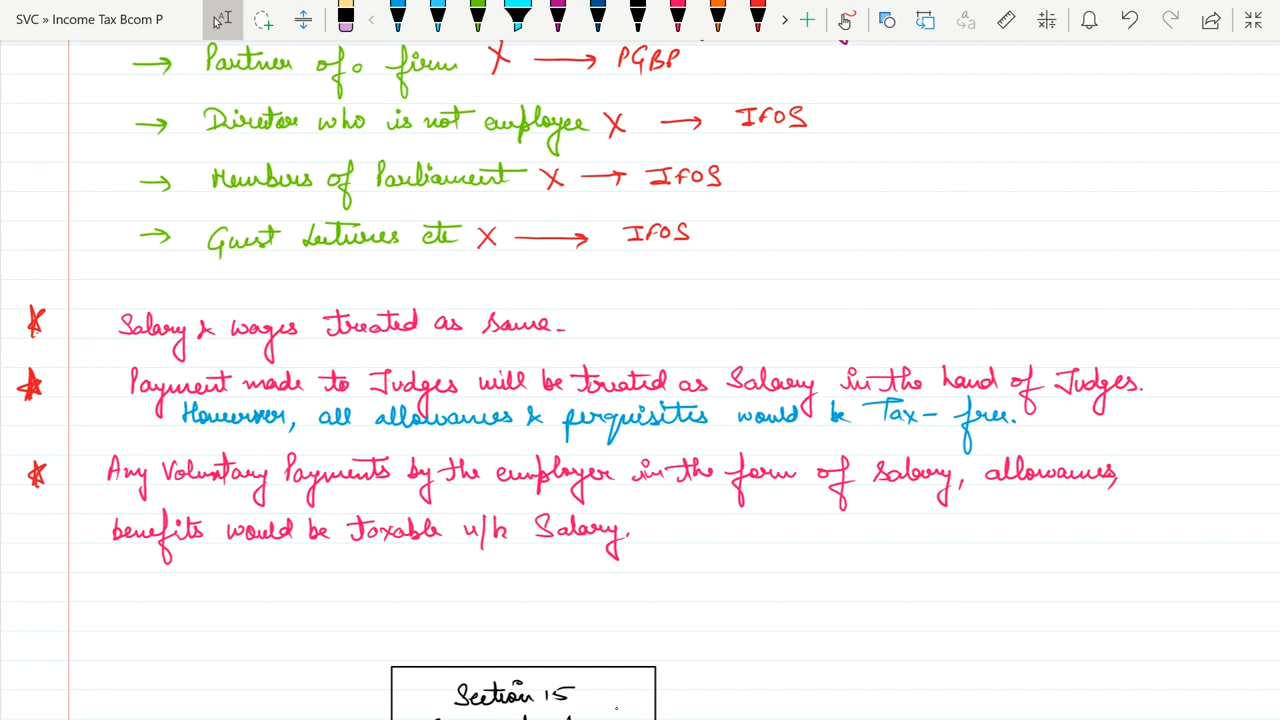 SVC » Income Tax Bcom P
→ Partner of a firm X → PGBP
→ Director who is not employee X → IFOS
→ Members of Parliament X → IFOS
→ Guest Lectures etc X → IFOS
Salary & wages treated as same.
Payment made to Judges will be treated as Salary in the hand of Judges.
However, all allowances & perquisites would be Tax-free.
Any Voluntary Payments by the employer in the form of Salary, allowances,
benefits would be taxable u/h Salary.
Section 15